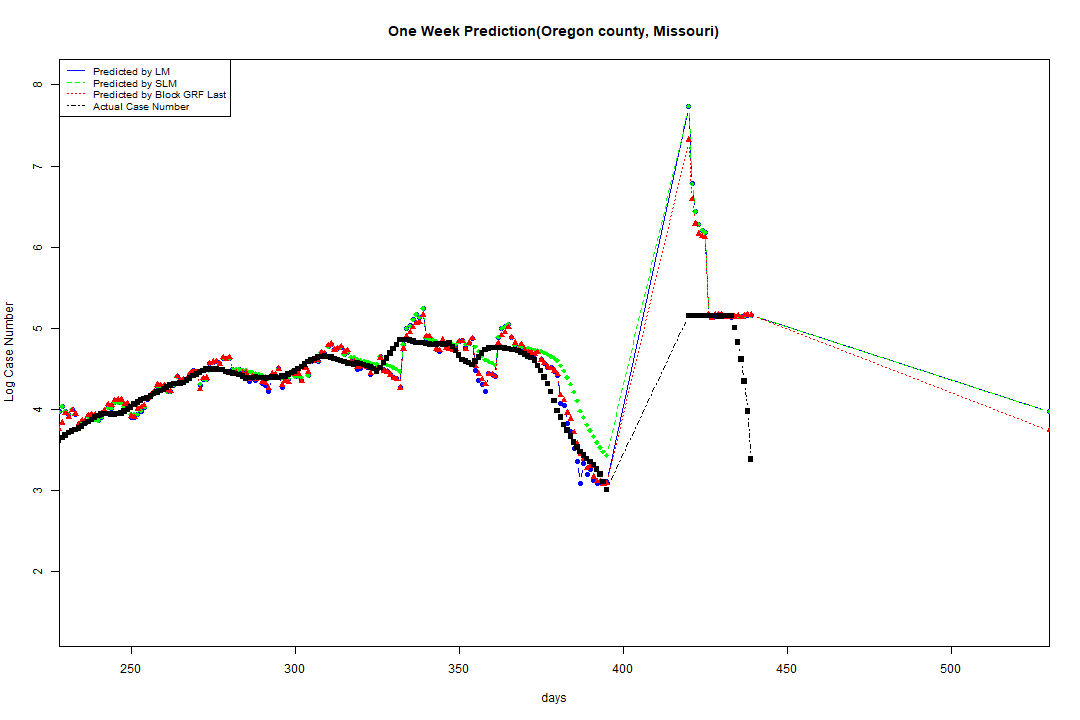 One Week Prediction(Oregon county, Missouri)
Predicted by LM
Predicted by SLM
Predicted by Block GRF Last
Actual Case Number
8
7
6
5
4
3
2
Log Case Number
250 300 350 400 450 500
days